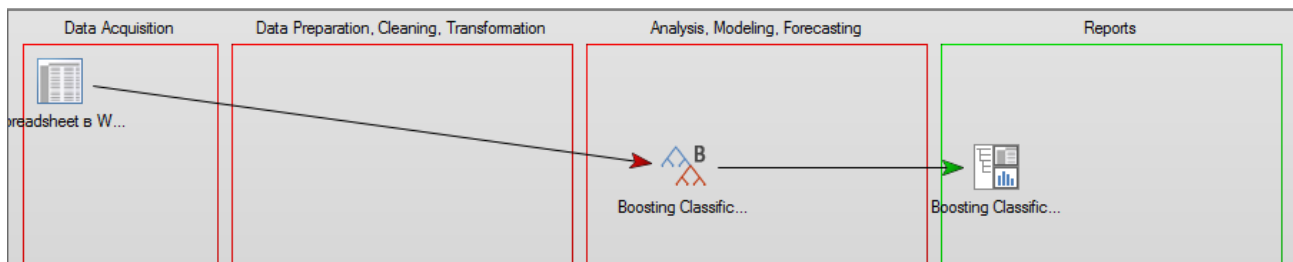 Data Acquisition
Data Preparation, Cleaning, Transformation
Analysis, Modeling, Forecasting
Reports
preadsheet в W...
B
Boosting Classific...
Boosting Classific...